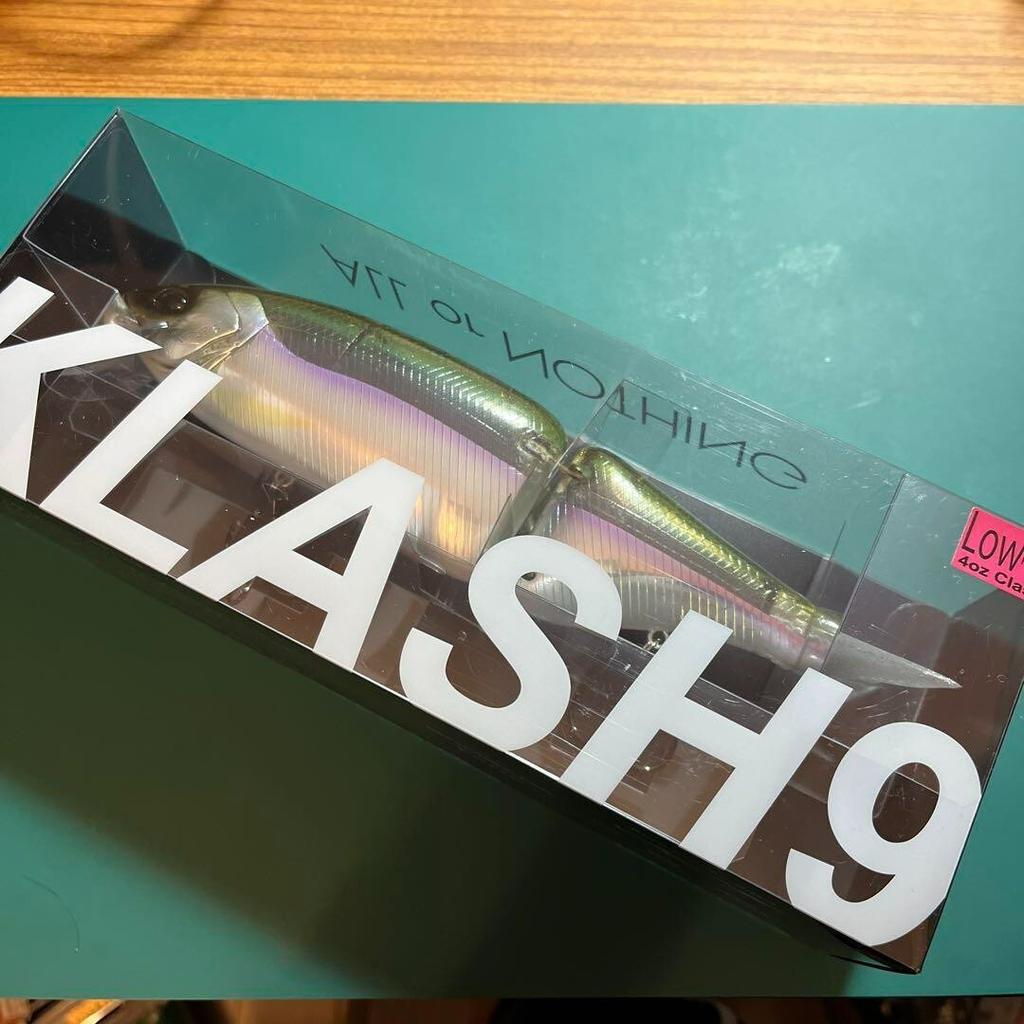 ALL or NOTHING
KLASH9
LOW
4oz Cla